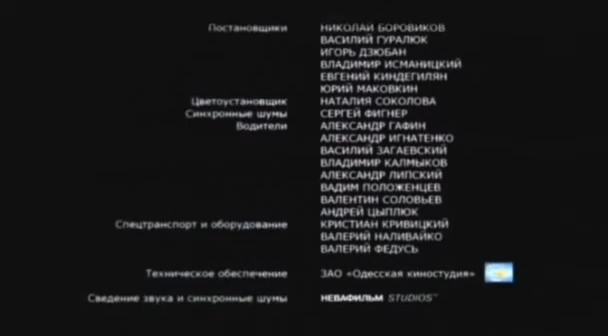 Постановщики НИКОЛАЙ БОРОВИКОВ
ВАСИЛИЙ ГУРАЛЮК
ИГОРЬ ДЗЮБАН
ВЛАДИМИР ИСМАНИЦКИЙ
ЕВГЕНИЙ КИНДЕГИЛЯН
ЮРИЙ МАКОВКИН
Цветоустановщик НАТАЛИЯ СОКОЛОВА
Синхронные шумы СЕРГЕЙ ФИГНЕР
Водители АЛЕКСАНДР ГАФИН
АЛЕКСАНДР ИГНАТЕНКО
ВАСИЛИЙ ЗАГАЕВСКИЙ
ВЛАДИМИР КАЛМЫКОВ
АЛЕКСАНДР ЛИПСКИЙ
ВАДИМ ПОЛОЖЕНЦЕВ
ВАЛЕНТИН СОЛОВЬЕВ
АНДРЕЙ ЦЫПЛЮК
Спецтранспорт и оборудование КРИСТИАН КРИВИЦКИЙ
ВАЛЕРИЙ НАЛИВАЙКО
ВАЛЕРИЙ ФЕДУСЬ
Техническое обеспечение ЗАО «Одесская киностудия»
Сведение звука и синхронные шумы НЕВАФИЛЬМ STUDIOS™